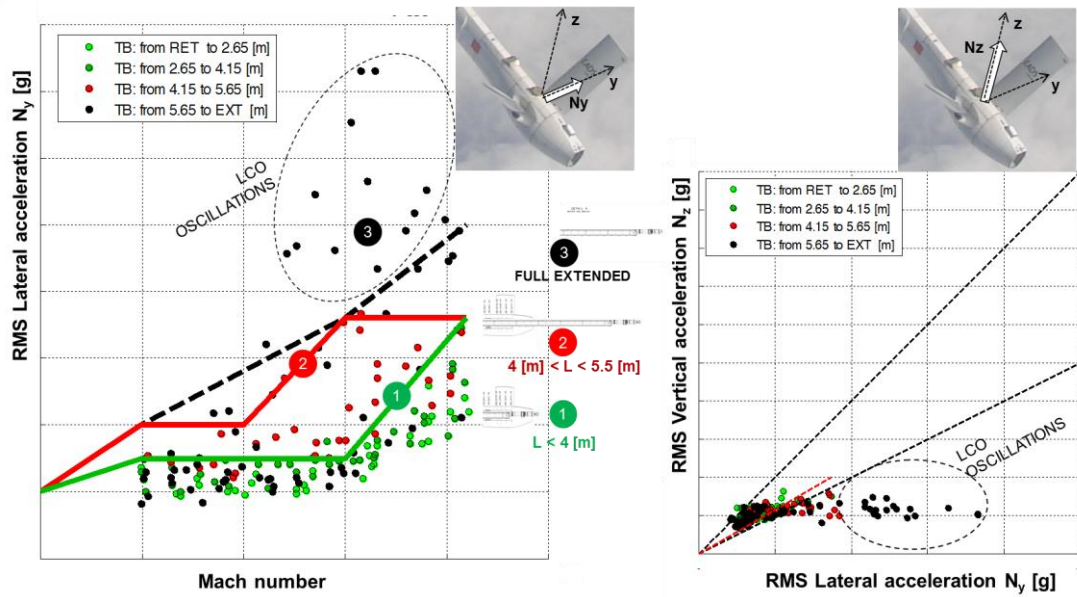 TB: from RET to 2.65 [m]
TB: from 2.65 to 4.15 [m]
TB: from 4.15 to 5.65 [m]
TB: from 5.65 to EXT [m]
RMS Lateral acceleration Ny [g]
LCO
OSCILLATIONS
3
2
1
Mach number
z
y
Ny
3
FULL EXTENDED
2
4 [m] < L < 5.5 [m]
1
L < 4 [m]
z
Nz
y
TB: from RET to 2.65 [m]
TB: from 2.65 to 4.15 [m]
TB: from 4.15 to 5.65 [m]
TB: from 5.65 to EXT [m]
RMS Vertical acceleration Nz [g]
LCO
OSCILLATIONS
RMS Lateral acceleration Ny [g]